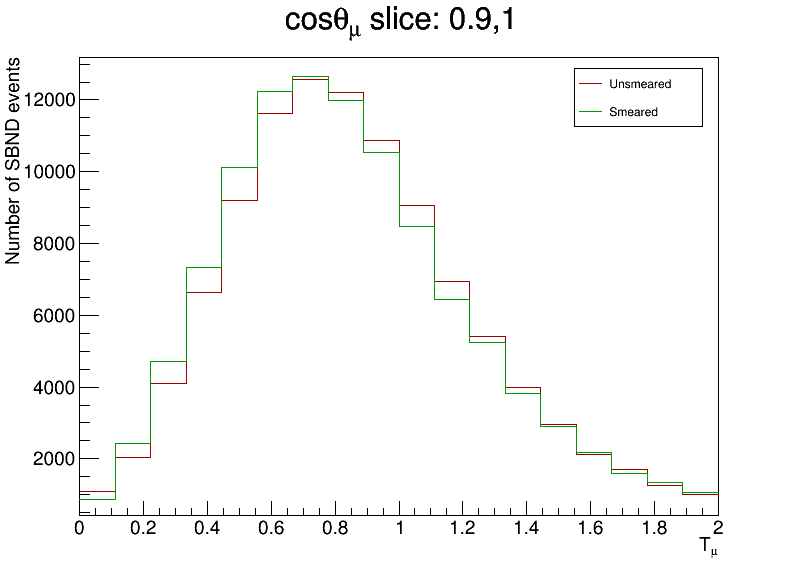 cosθμ slice: 0.9,1
Number of SBND events
12000
10000
8000
6000
4000
2000
Unsmeared
Smeared
0 0.2 0.4 0.6 0.8 1 1.2 1.4 1.6 1.8 2
Tμ